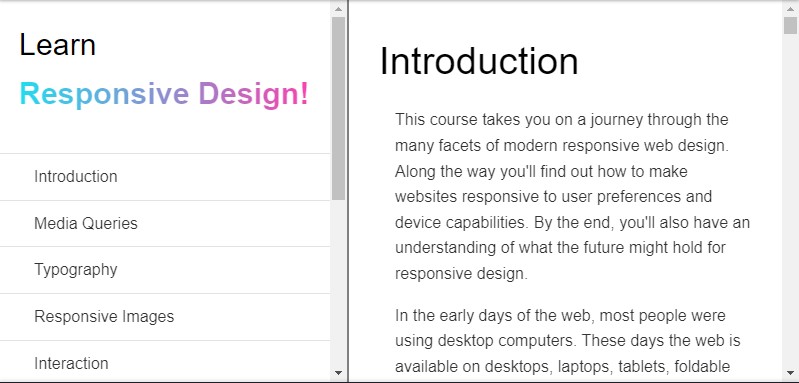 Learn
Responsive Design!
Introduction
Media Queries
Typography
Responsive Images
Interaction
Introduction
This course takes you on a journey through the
many facets of modern responsive web design.
Along the way you'll find out how to make
websites responsive to user preferences and
device capabilities. By the end, you'll also have an
understanding of what the future might hold for
responsive design.
In the early days of the web, most people were
using desktop computers. These days the web is
available on desktops, laptops, tablets, foldable